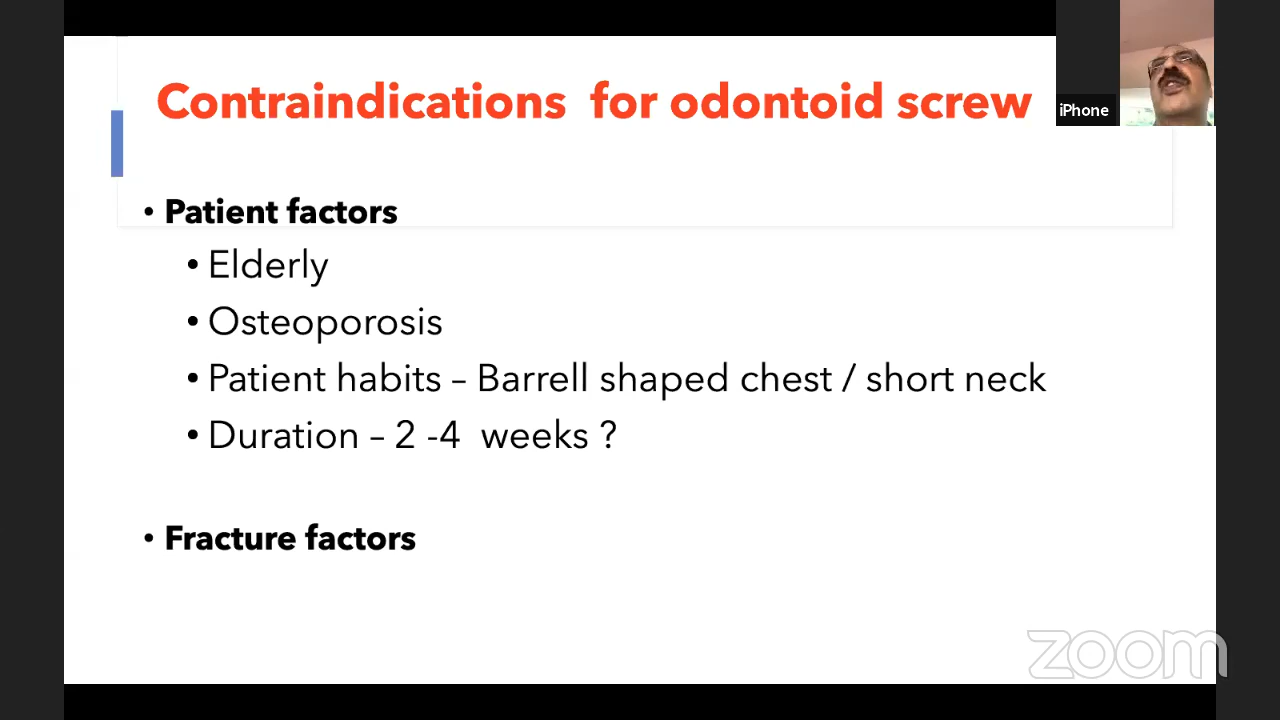 Contraindications for odontoid screw
iPhone
• Patient factors
• Elderly
• Osteoporosis
• Patient habits – Barrell shaped chest / short neck
• Duration – 2 -4 weeks ?
• Fracture factors
zoom